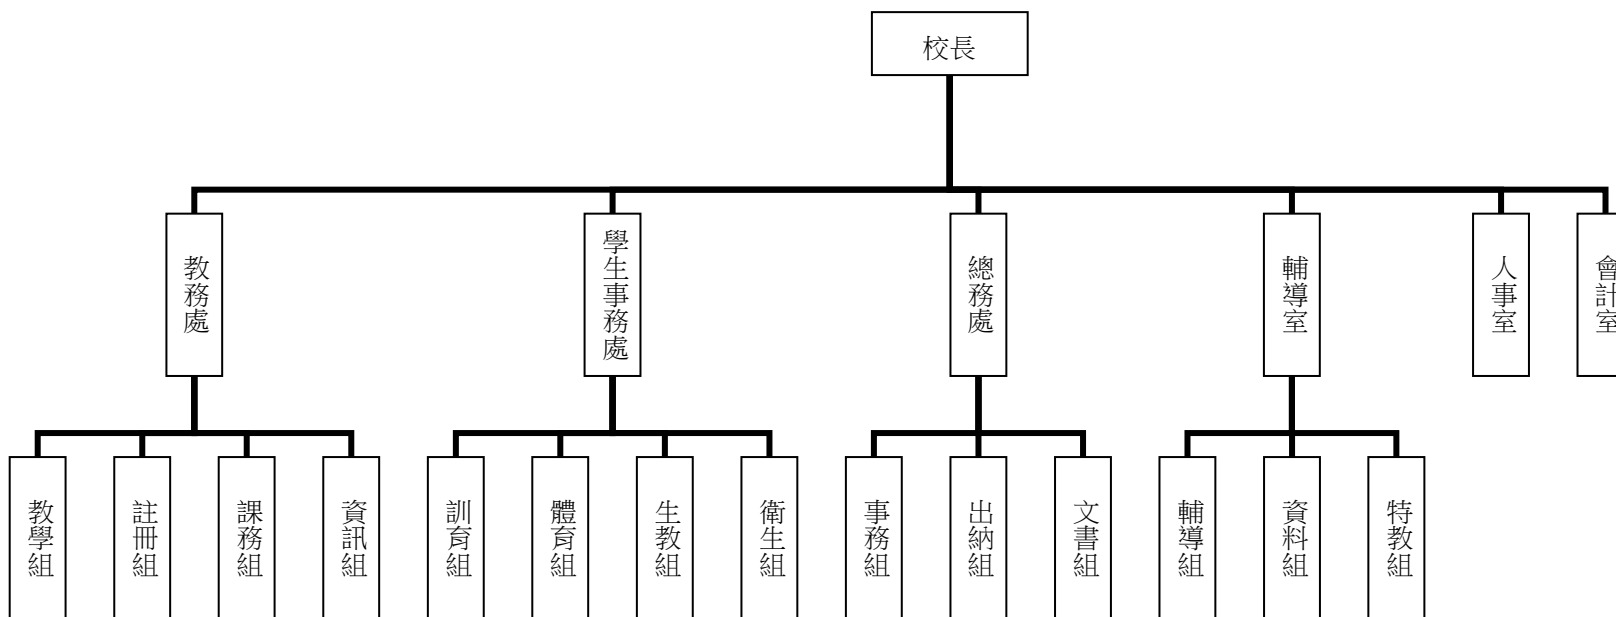 校長
教務處
學生事務處
總務處
輔導室
人事室
會計室
教學組
註冊組
課務組
資訊組
訓育組
體育組
生教組
衛生組
事務組
出納組
文書組
輔導組
資料組
特教組